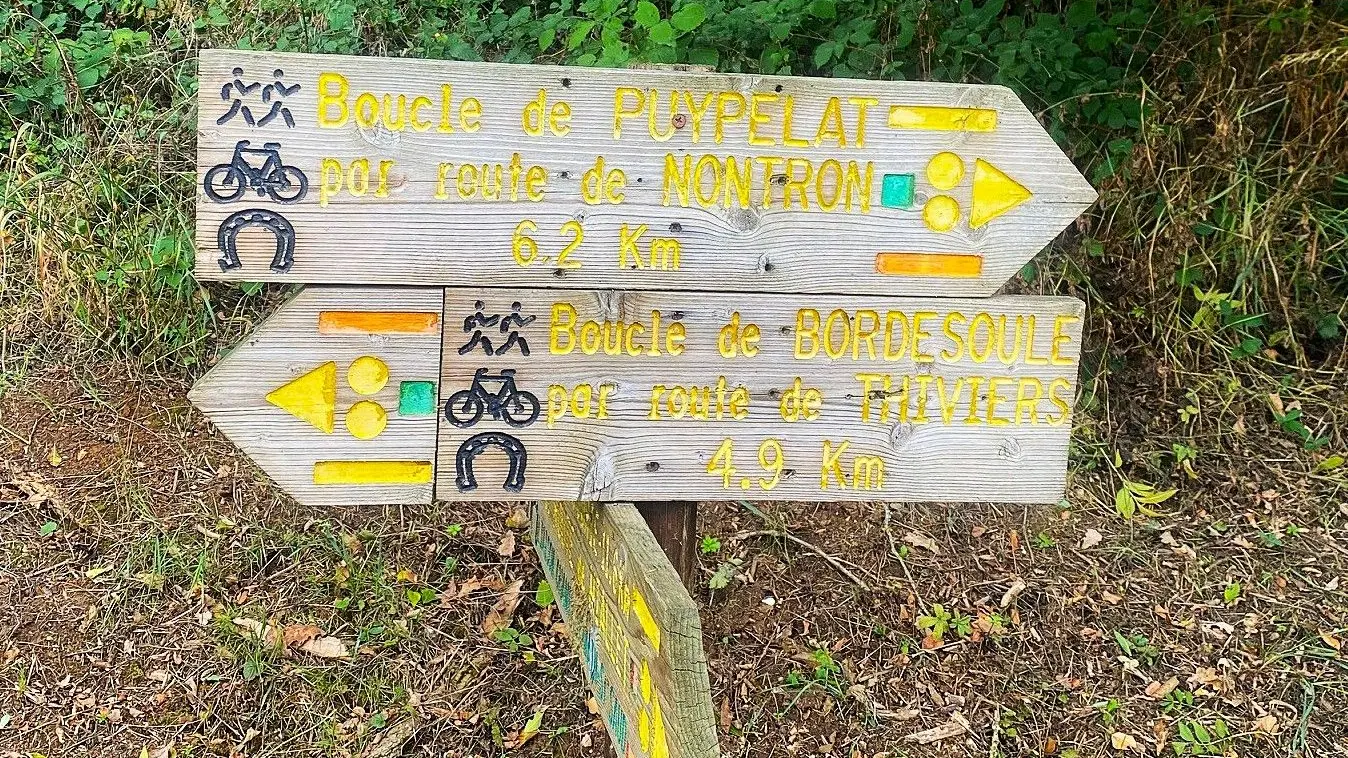 Boucle de PUYPELAT
par route de NONTRON
6.2 Km
Boucle de BORDESOULE
par route de THIVIERS
4.9 Km